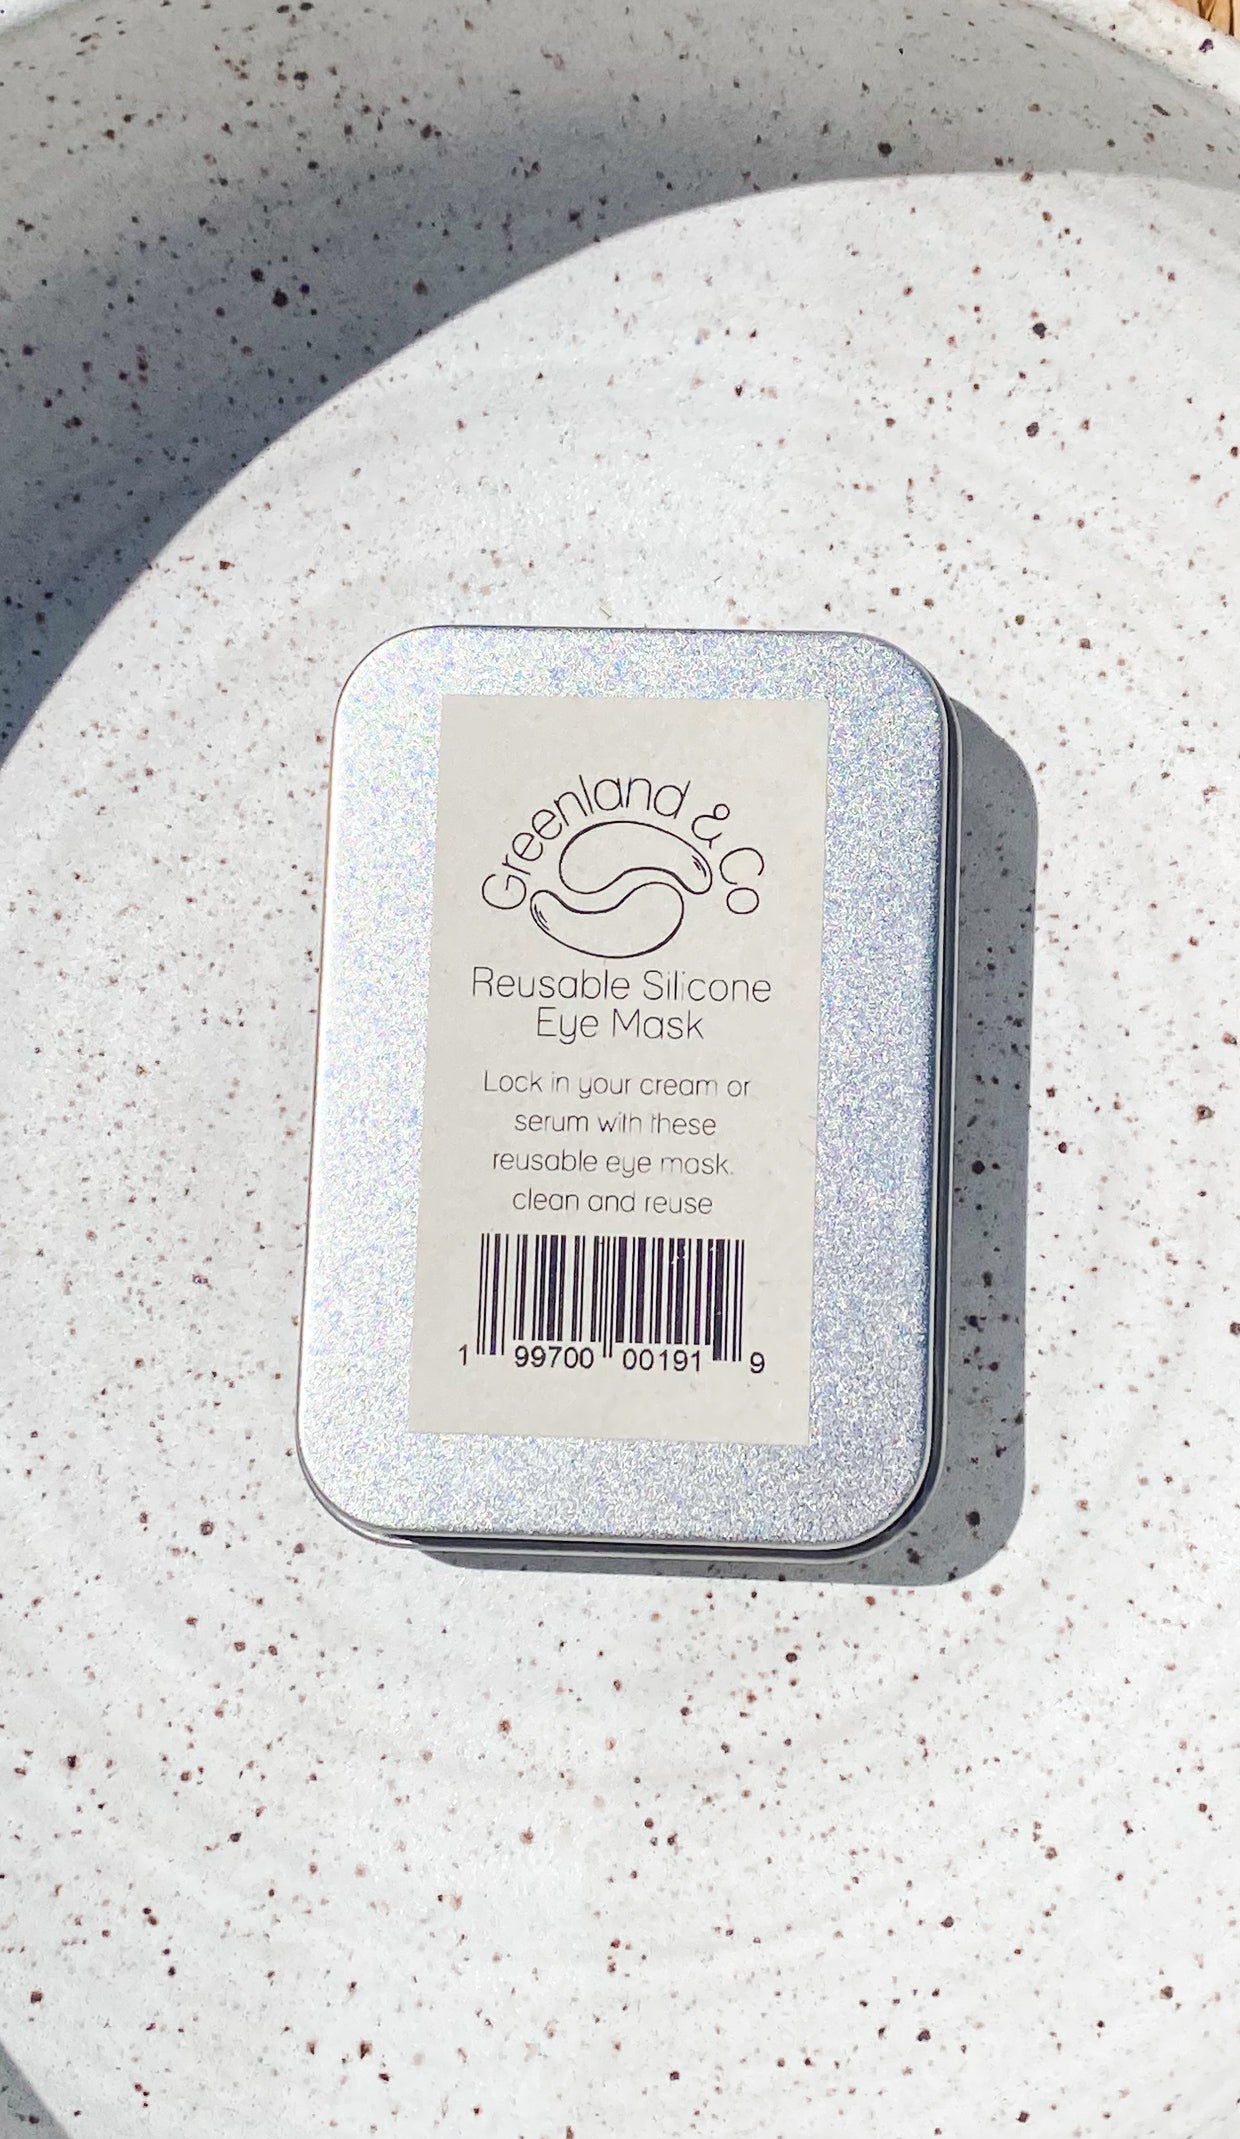 Greenland & Co
Reusable Silicone
Eye Mask
Lock in your cream or
serum with these
reusable eye mask.
clean and reuse
1 99700 00191 9